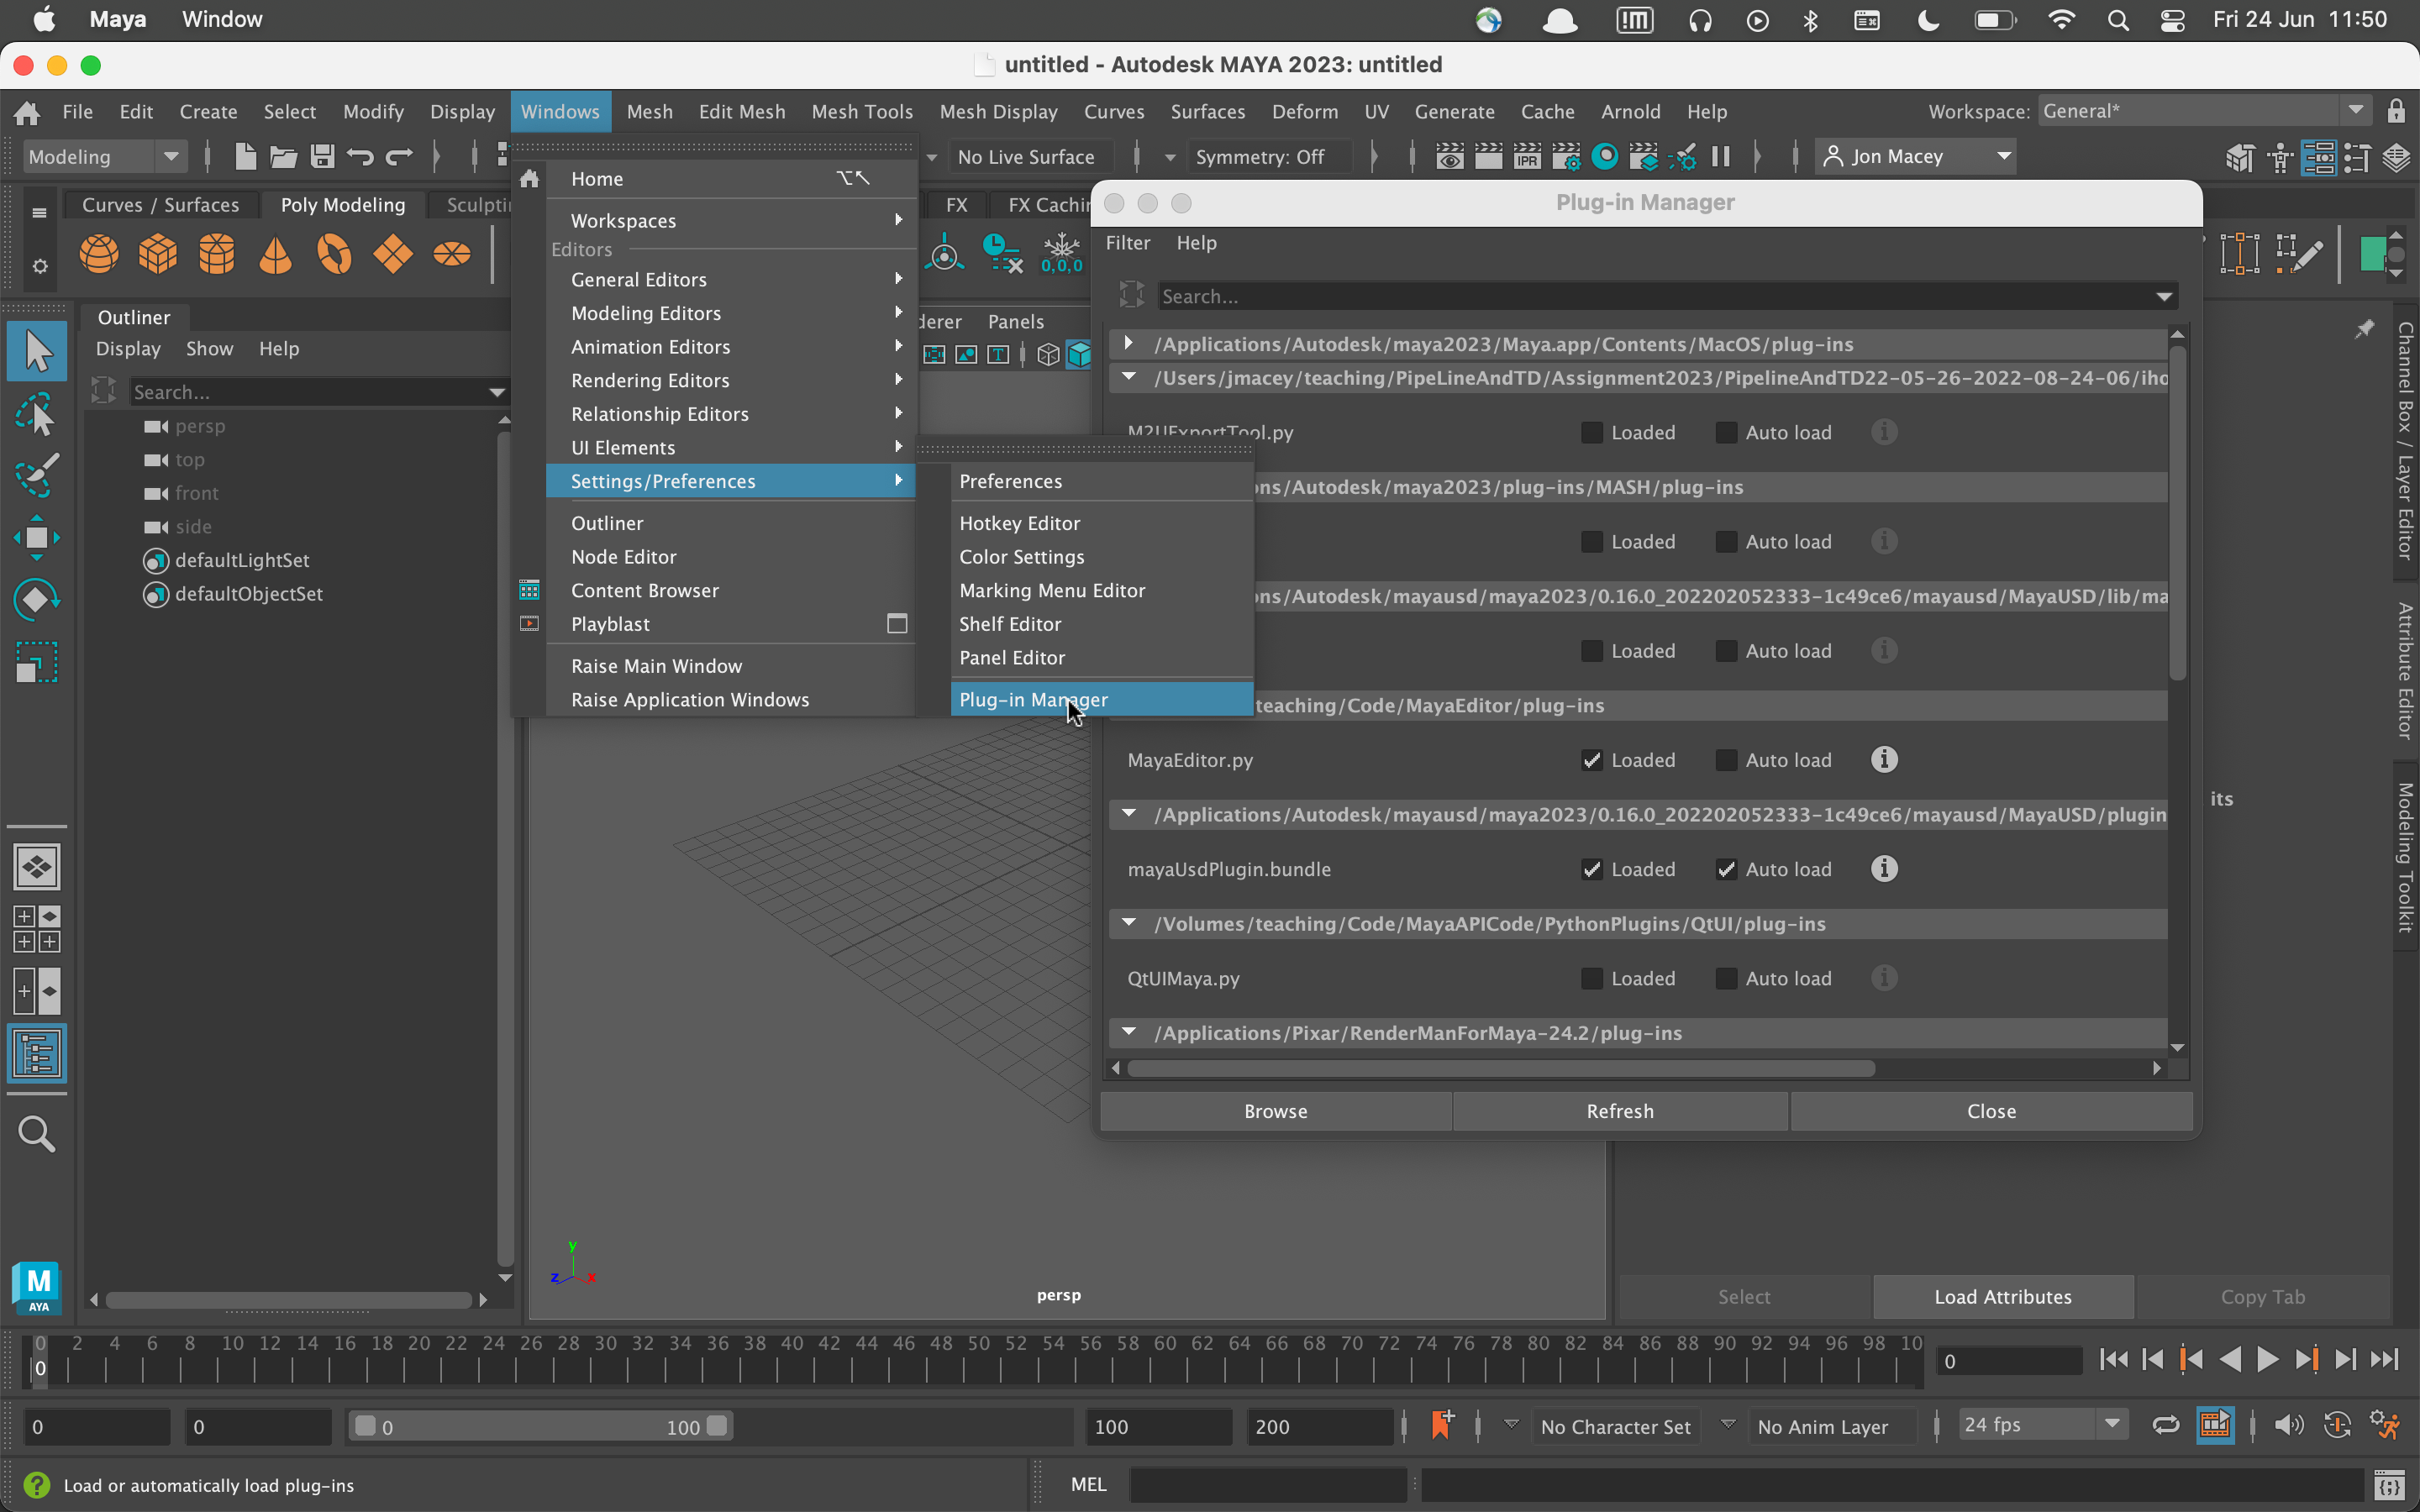 Maya Window
Fri 24 Jun 11:50
untitled - Autodesk MAYA 2023: untitled
File Edit Create Select Modify Display Windows Mesh Edit Mesh Mesh Tools Mesh Display Curves Surfaces Deform UV Generate Cache Arnold Help
Workspace: General*
Modeling
No Live Surface
Symmetry: Off
IPR
Jon Macey
Curves / Surfaces
Poly Modeling
Sculpti
FX
FX Cachin
0,0,0
Home
Workspaces
Editors
General Editors
Modeling Editors
Animation Editors
Rendering Editors
Relationship Editors
UI Elements
Settings/Preferences
Outliner
Node Editor
Content Browser
Playblast
Raise Main Window
Raise Application Windows
Preferences
Hotkey Editor
Color Settings
Marking Menu Editor
Shelf Editor
Panel Editor
Plug-in Manager
Outliner
Display Show Help
Search...
persp
top
front
side
defaultLightSet
defaultObjectSet
derer Panels
Plug-in Manager
Filter Help
Search...
/Applications/Autodesk/maya2023/Maya.app/Contents/MacOS/plug-ins
/Users/jmacey/teaching/PipeLineAndTD/Assignment2023/PipelineAndTD22-05-26-2022-08-24-06/iho
M2UExportTool.py Loaded Auto load
ns/Autodesk/maya2023/plug-ins/MASH/plug-ins
Loaded Auto load
ns/Autodesk/mayausd/maya2023/0.16.0_202202052333-1c49ce6/mayausd/MayaUSD/lib/ma
Loaded Auto load
teaching/Code/MayaEditor/plug-ins
MayaEditor.py Loaded Auto load
/Applications/Autodesk/mayausd/maya2023/0.16.0_202202052333-1c49ce6/mayausd/MayaUSD/plugin
mayaUsdPlugin.bundle Loaded Auto load
/Volumes/teaching/Code/MayaAPICode/PythonPlugins/QtUI/plug-ins
QtUIMaya.py Loaded Auto load
/Applications/Pixar/RenderManForMaya-24.2/plug-ins
Browse Refresh Close
its
Channel Box / Layer Editor
Attribute Editor
Modeling Toolkit
M
AYA
y
z x
persp
Select Load Attributes Copy Tab
0 2 4 6 8 10 12 14 16 18 20 22 24 26 28 30 32 34 36 38 40 42 44 46 48 50 52 54 56 58 60 62 64 66 68 70 72 74 76 78 80 82 84 86 88 90 92 94 96 98 10
0
0
0 0 0 100 100 200
No Character Set
No Anim Layer
24 fps
Load or automatically load plug-ins
MEL